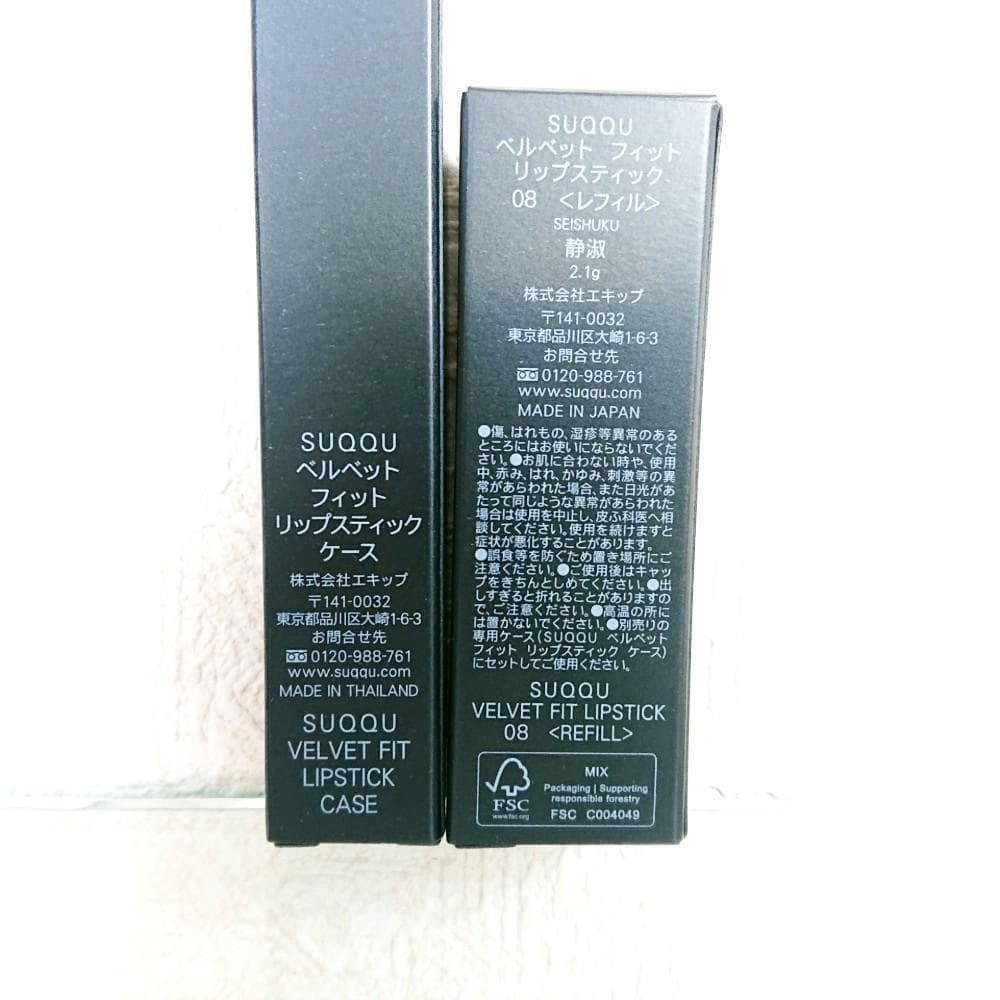 SUQQU
ベルベット
フィット
リップスティック
ケース
株式会社エキップ
〒141-0032
東京都品川区大崎1-6-3
お問合せ先
0120-988-761
www.suqqu.com
MADE IN THAILAND
SUQQU
VELVET FIT
LIPSTICK
CASE
SUQQU
ベルベット フィット
リップスティック
08 <レフィル>
SEISHUKU
静淑
2.1g
株式会社エキップ
〒141-0032
東京都品川区大崎1-6-3
お問合せ先
0120-988-761
www.suqqu.com
MADE IN JAPAN
●傷、はれもの、湿疹等異常のある
ところにはお使いにならないでくだ
さい。●お肌に合わない時や、使用
中、赤み、はれ、かゆみ、刺激等の異
常があらわれた場合、また日光があ
たって同じような異常があらわれた
場合は使用を中止し、皮ふ科医へ相
談してください。使用を続けますと
症状が悪化することがあります。
●誤食等を防ぐため置き場所にご
注意ください。●ご使用後はキャッ
プをきちんとしめてください。●出
しすぎると折れることがありますの
で、ご注意ください。●高温の所に
は置かないでください。●別売りの
専用ケース(SUQQU ベルベット
フィット リップスティック ケース)
にセットしてご使用ください。
SUQQU
VELVET FIT LIPSTICK
08 <REFILL>
FSC
www.fsc.org
MIX
Packaging | Supporting
responsible forestry
FSC C004049